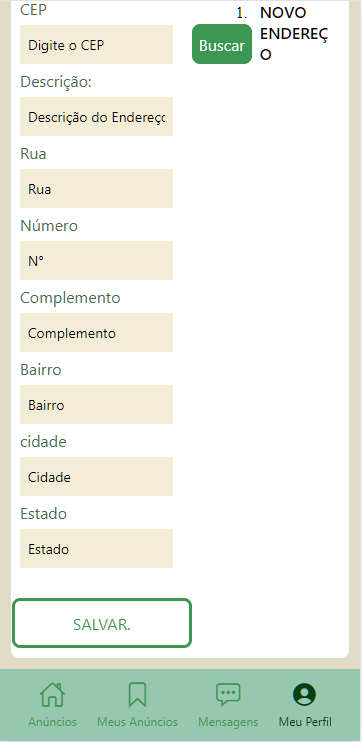 CEP
Digite o CEP
Buscar
1. NOVO
ENDEREÇ
O
Descrição:
Descrição do Endereço
Rua
Rua
Número
N°
Complemento
Complemento
Bairro
Bairro
cidade
Cidade
Estado
Estado
SALVAR.
Anúncios
Meus Anúncios
Mensagens
Meu Perfil